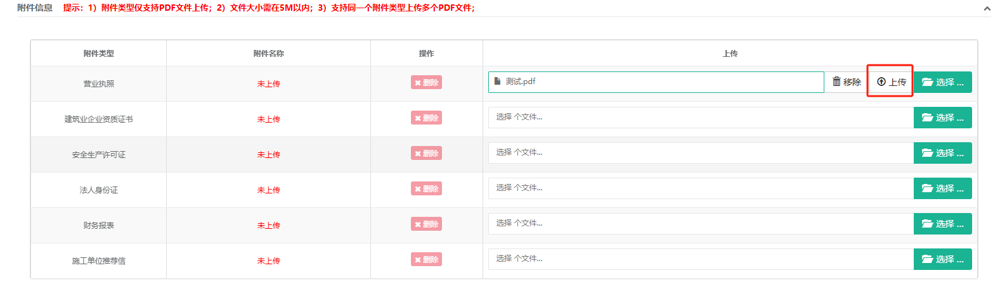 附件信息 提示：1）附件类型仅支持PDF文件上传；2）文件大小需在5M以内；3）支持同一个附件类型上传多个PDF文件；
附件类型 附件名称 操作 上传
营业执照 未上传 删除 测试.pdf 移除 上传 选择 ...
建筑业企业资质证书 未上传 删除 选择 个文件... 选择 ...
安全生产许可证 未上传 删除 选择 个文件... 选择 ...
法人身份证 未上传 删除 选择 个文件... 选择 ...
财务报表 未上传 删除 选择 个文件... 选择 ...
施工单位推荐信 未上传 删除 选择 个文件... 选择 ...